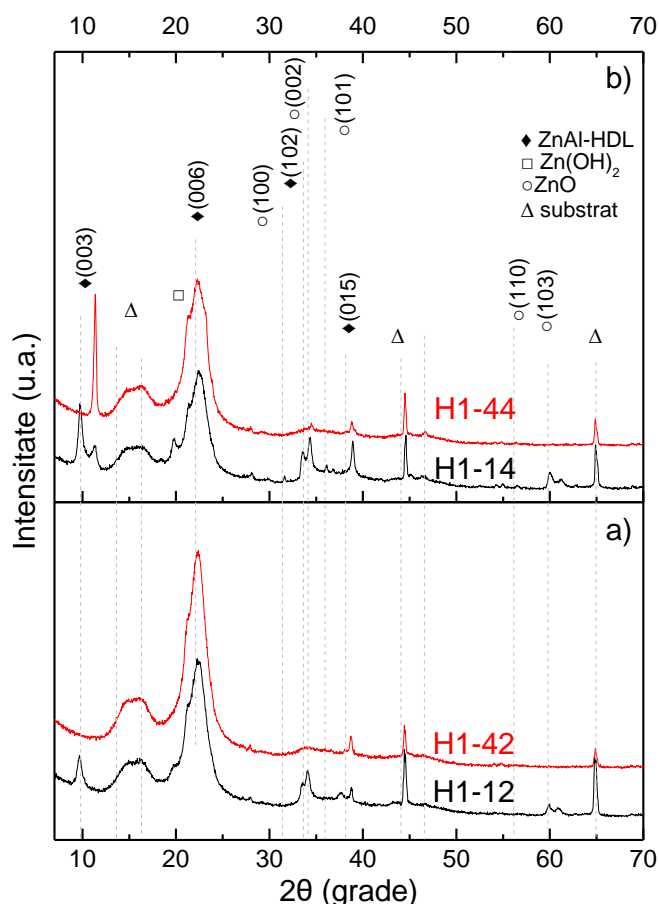 10 20 30 40 50 60 70
b)
♦(003)
Δ
□
♦(006)
○(100)
♦(102)
○(002)
○(101)
♦(015)
Δ
○(110)
○(103)
Δ
♦ ZnAl-HDL
□ Zn(OH)₂
○ZnO
Δ substrat
H1-44
H1-14
Intensitate (u.a.)
a)
H1-42
H1-12
10 20 30 40 50 60 70
2θ (grade)